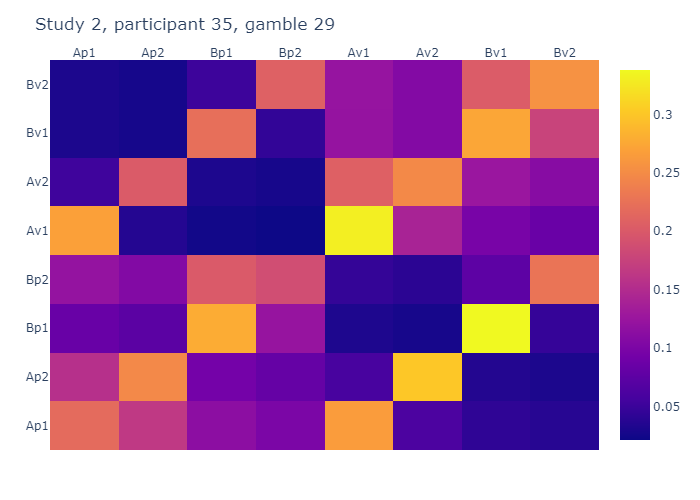 Study 2, participant 35, gamble 29
Ap1 Ap2 Bp1 Bp2 Av1 Av2 Bv1 Bv2
Bv2
Bv1
Av2
Av1
Bp2
Bp1
Ap2
Ap1
0.3
0.25
0.2
0.15
0.1
0.05